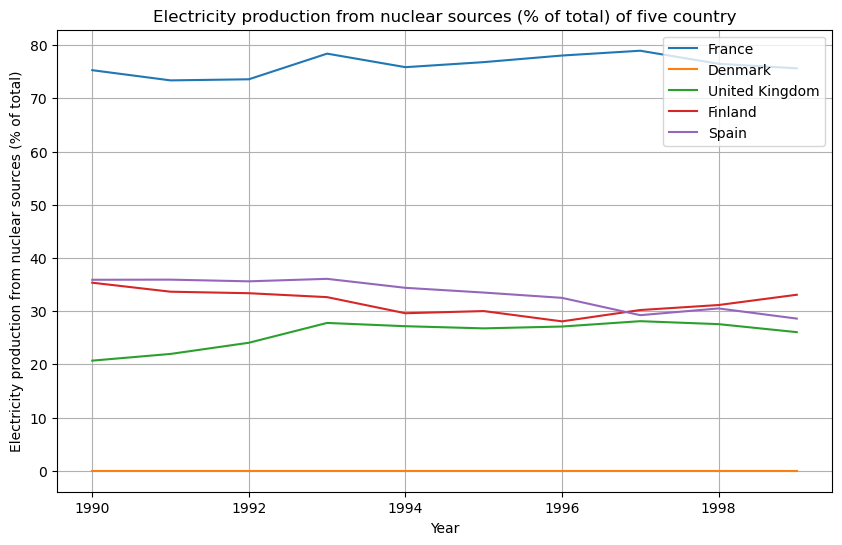 Electricity production from nuclear sources (% of total) of five country
Electricity production from nuclear sources (% of total)
80
70
60
50
40
30
20
10
0
France
Denmark
United Kingdom
Finland
Spain
1990
1992
1994
1996
1998
Year